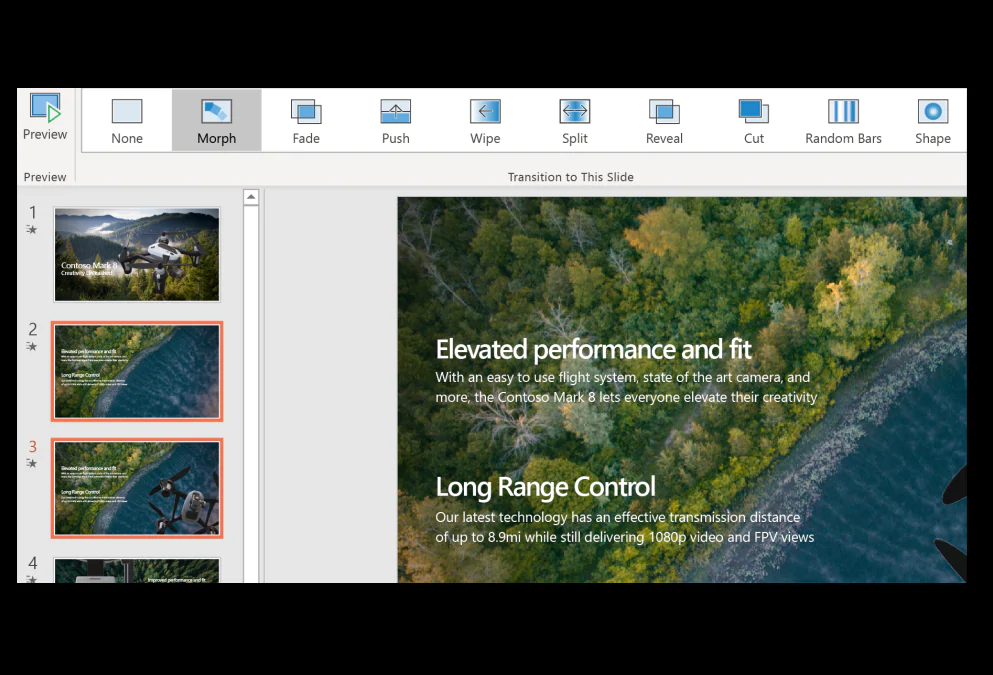 Preview
None
Morph
Fade
Push
Wipe
Split
Reveal
Cut
Random Bars
Shape
Preview
Transition to This Slide
1
Contoso Mark 8
Creativity Unleashed
2
Elevated performance and fit
Long Range Control
3
Elevated performance and fit
Long Range Control
4
Improved performance and fit
Elevated performance and fit
With an easy to use flight system, state of the art camera, and
more, the Contoso Mark 8 lets everyone elevate their creativity
Long Range Control
Our latest technology has an effective transmission distance
of up to 8.9mi while still delivering 1080p video and FPV views